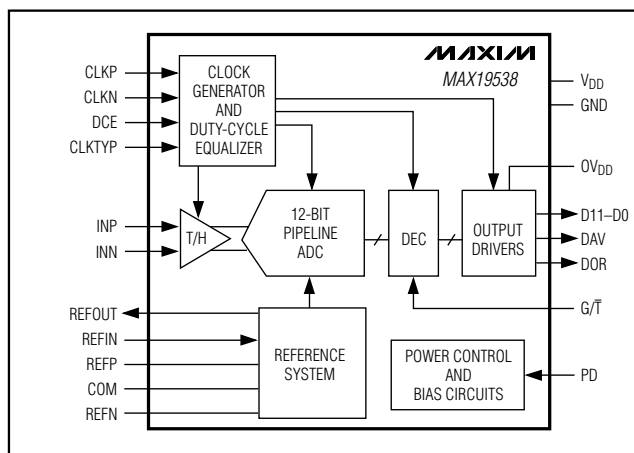 MAXIM
MAX19538
CLKP
CLKN
DCE
CLKTYP
CLOCK
GENERATOR
AND
DUTY-CYCLE
EQUALIZER
VDD
GND
OVDD
INP
INN
T/H
12-BIT
PIPELINE
ADC
DEC
OUTPUT
DRIVERS
D11–D0
DAV
DOR
REFOUT
REFIN
REFP
COM
REFN
REFERENCE
SYSTEM
G/T̅
POWER CONTROL
AND
BIAS CIRCUITS
PD